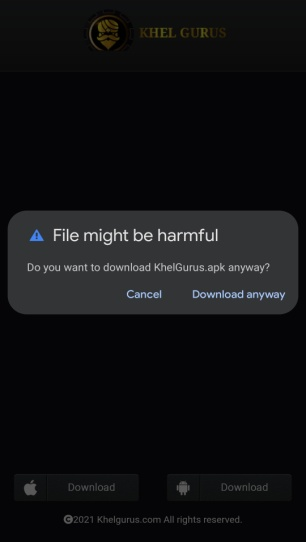 KHEL GURUS
File might be harmful
Do you want to download KhelGurus.apk anyway?
Cancel Download anyway
Download Download
©2021 Khelgurus.com All rights reserved.